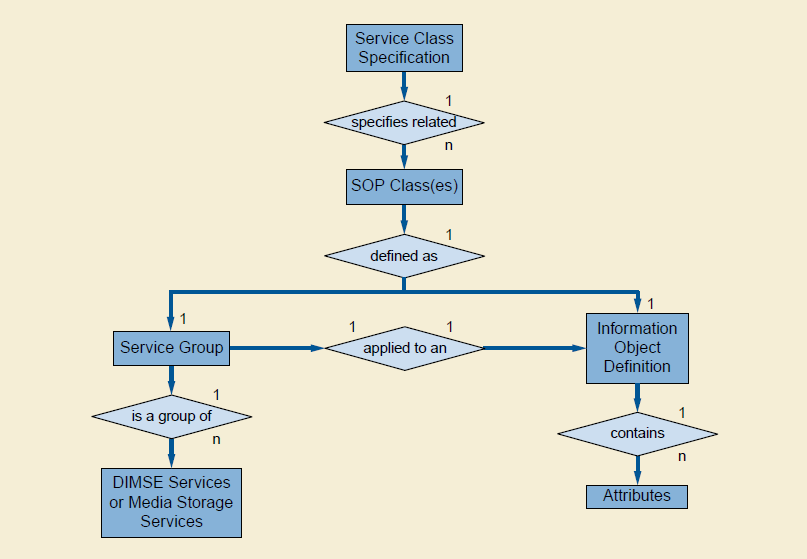 Service Class
Specification
1
specifies related
n
SOP Class(es)
1
defined as
1
1
Service Group
1
1
applied to an
Information
Object
Definition
1
is a group of
n
1
contains
n
DIMSE Services
or Media Storage
Services
Attributes